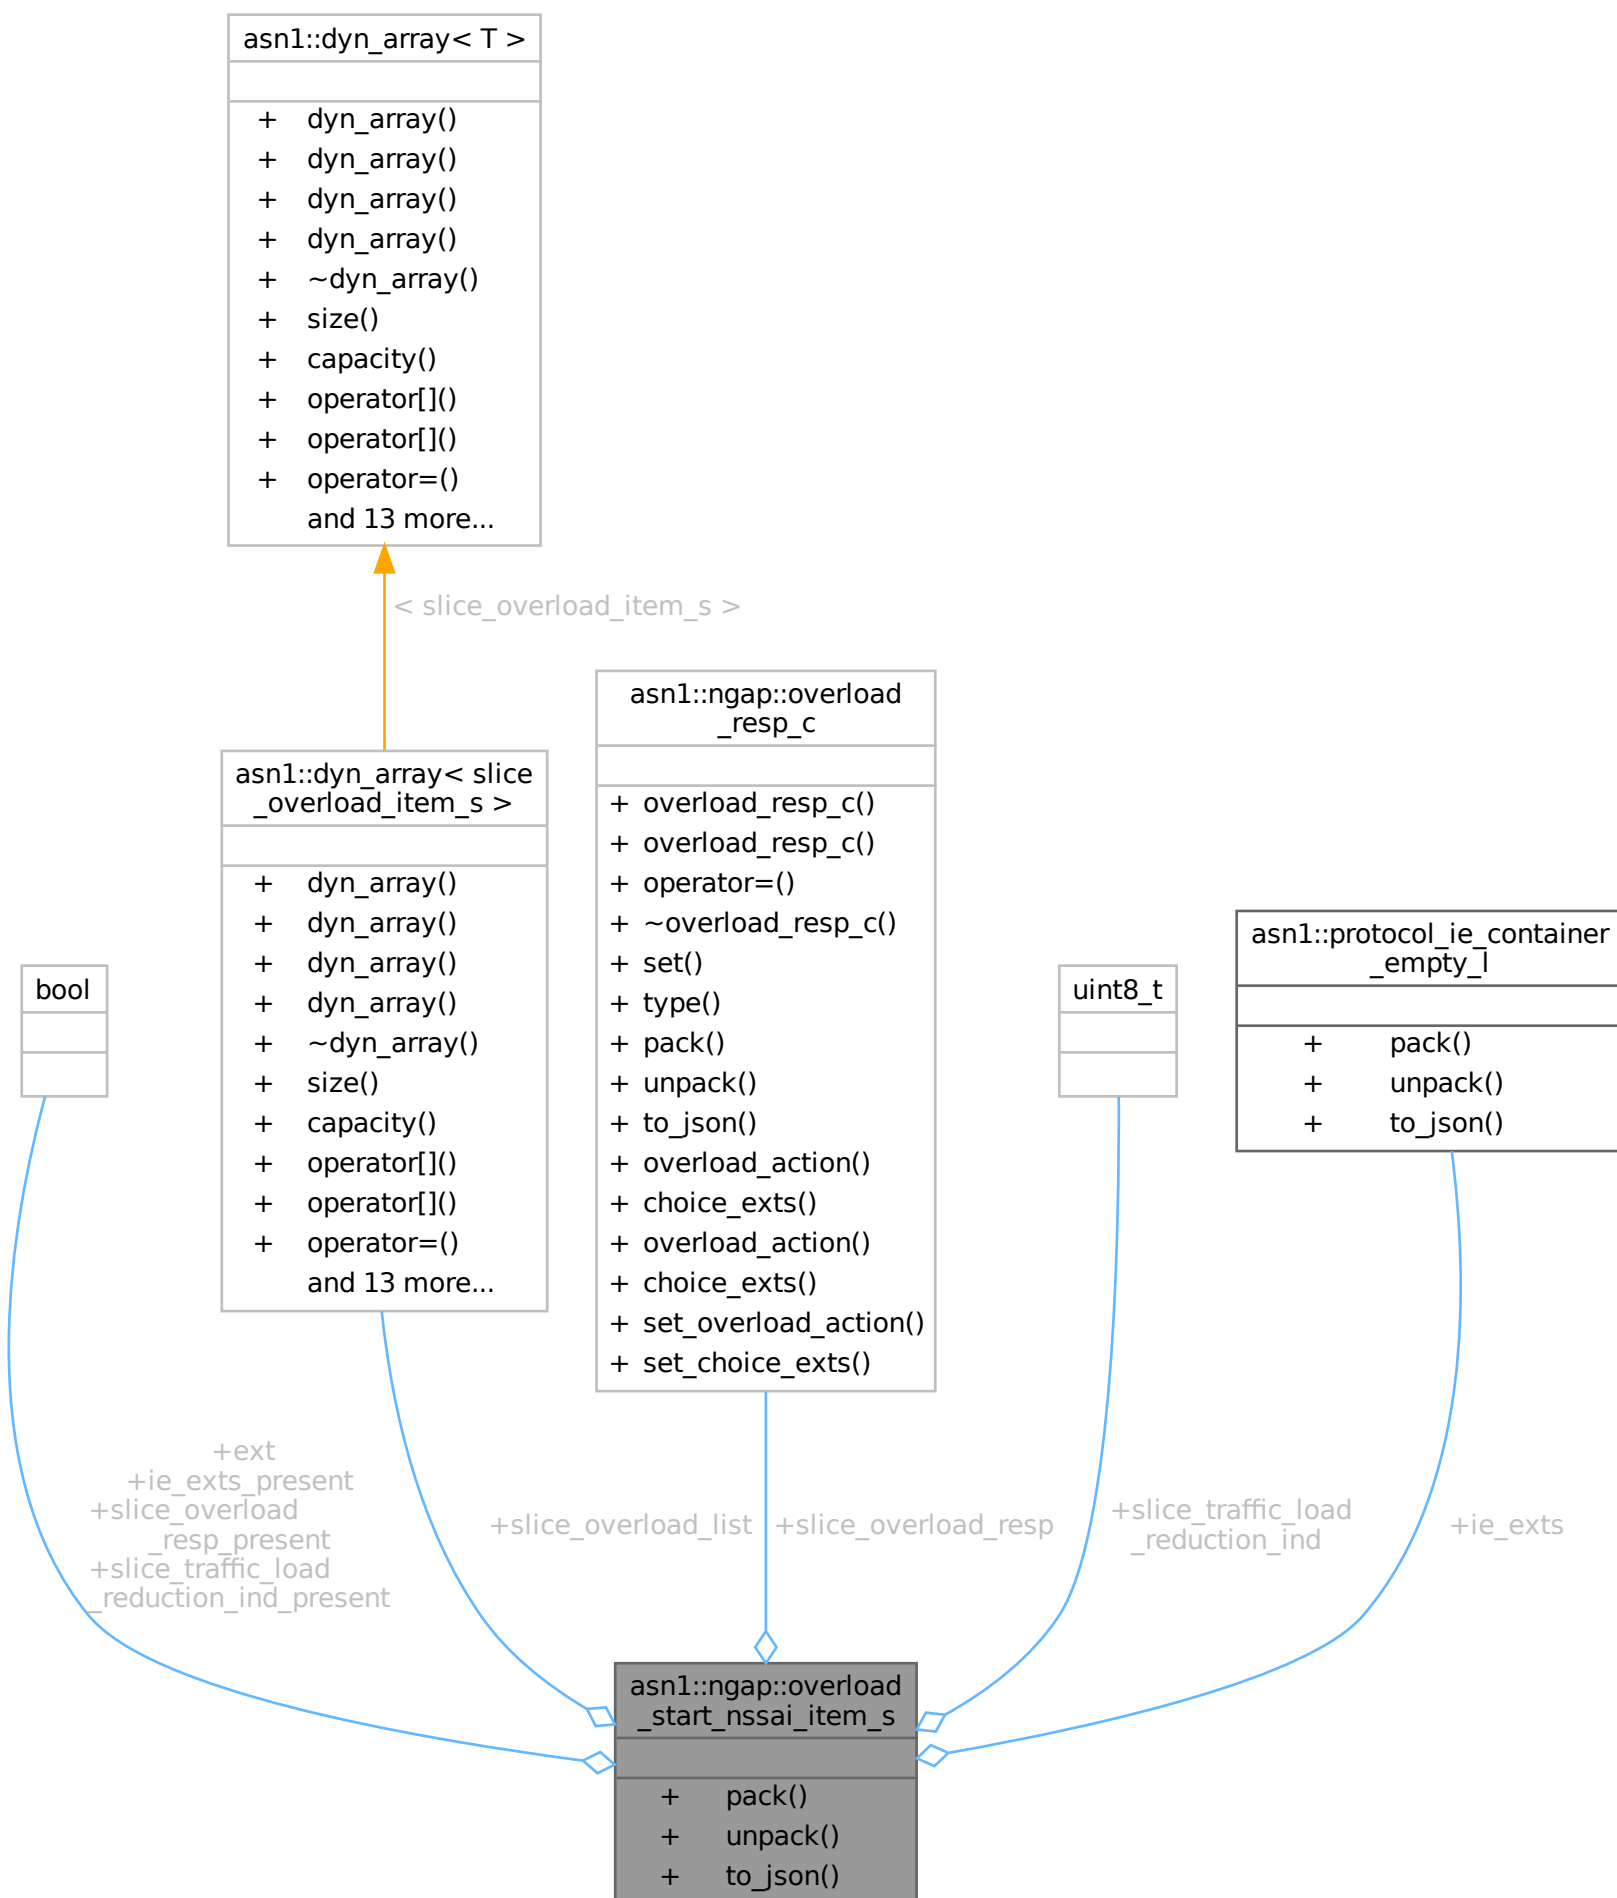 asn1::dyn_array< T >
+ dyn_array()
+ dyn_array()
+ dyn_array()
+ dyn_array()
+ ~dyn_array()
+ size()
+ capacity()
+ operator[]()
+ operator[]()
+ operator=()
and 13 more...
< slice_overload_item_s >
asn1::dyn_array< slice
_overload_item_s >
+ dyn_array()
+ dyn_array()
+ dyn_array()
+ dyn_array()
+ ~dyn_array()
+ size()
+ capacity()
+ operator[]()
+ operator[]()
+ operator=()
and 13 more...
asn1::ngap::overload
_resp_c
+ overload_resp_c()
+ overload_resp_c()
+ operator=()
+ ~overload_resp_c()
+ set()
+ type()
+ pack()
+ unpack()
+ to_json()
+ overload_action()
+ choice_exts()
+ overload_action()
+ choice_exts()
+ set_overload_action()
+ set_choice_exts()
bool
uint8_t
asn1::protocol_ie_container
_empty_l
+ pack()
+ unpack()
+ to_json()
+ext
+ie_exts_present
+slice_overload
_resp_present
+slice_traffic_load
_reduction_ind_present
+slice_overload_list
+slice_overload_resp
+slice_traffic_load
_reduction_ind
+ie_exts
asn1::ngap::overload
_start_nssai_item_s
+ pack()
+ unpack()
+ to_json()